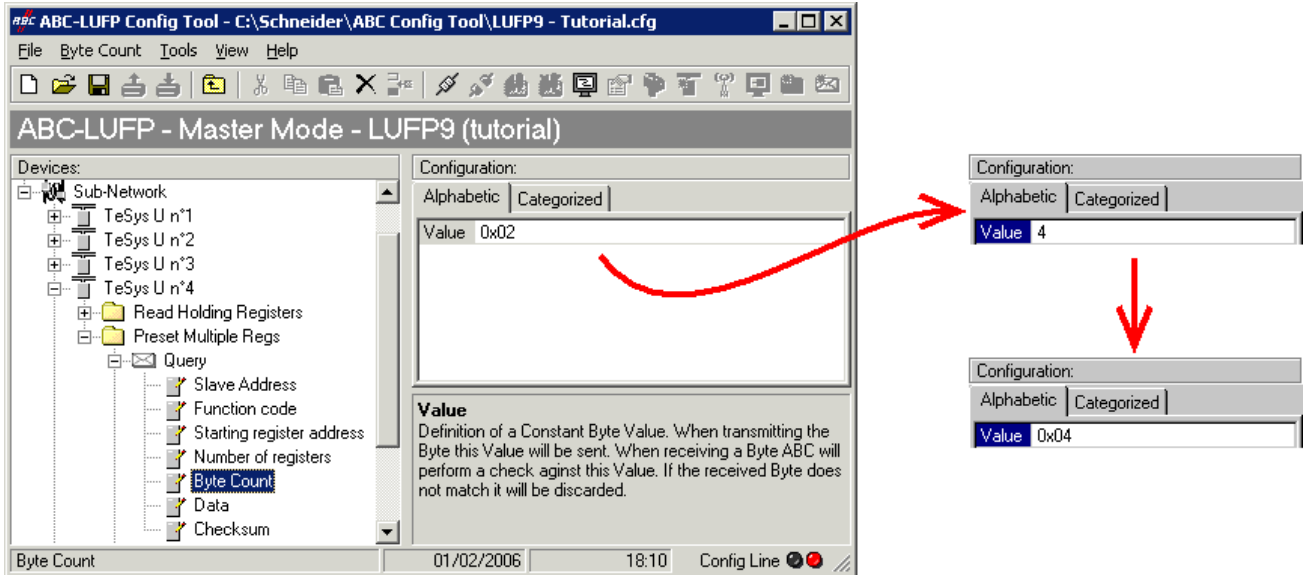 ABC-LUFP Config Tool - C:\Schneider\ABC Config Tool\LUFP9 - Tutorial.cfg
File Byte Count Tools View Help
ABC-LUFP - Master Mode - LUFP9 (tutorial)
Devices:
Sub-Network
TeSys U n°1
TeSys U n°2
TeSys U n°3
TeSys U n°4
Read Holding Registers
Preset Multiple Regs
Query
Slave Address
Function code
Starting register address
Number of registers
Byte Count
Data
Checksum
Configuration:
Alphabetic Categorized
Value 0x02
Value
Definition of a Constant Byte Value. When transmitting the
Byte this Value will be sent. When receiving a Byte ABC will
perform a check aginst this Value. If the received Byte does
not match it will be discarded.
Byte Count 01/02/2006 18:10 Config Line
Configuration:
Alphabetic Categorized
Value 4
Configuration:
Alphabetic Categorized
Value 0x04